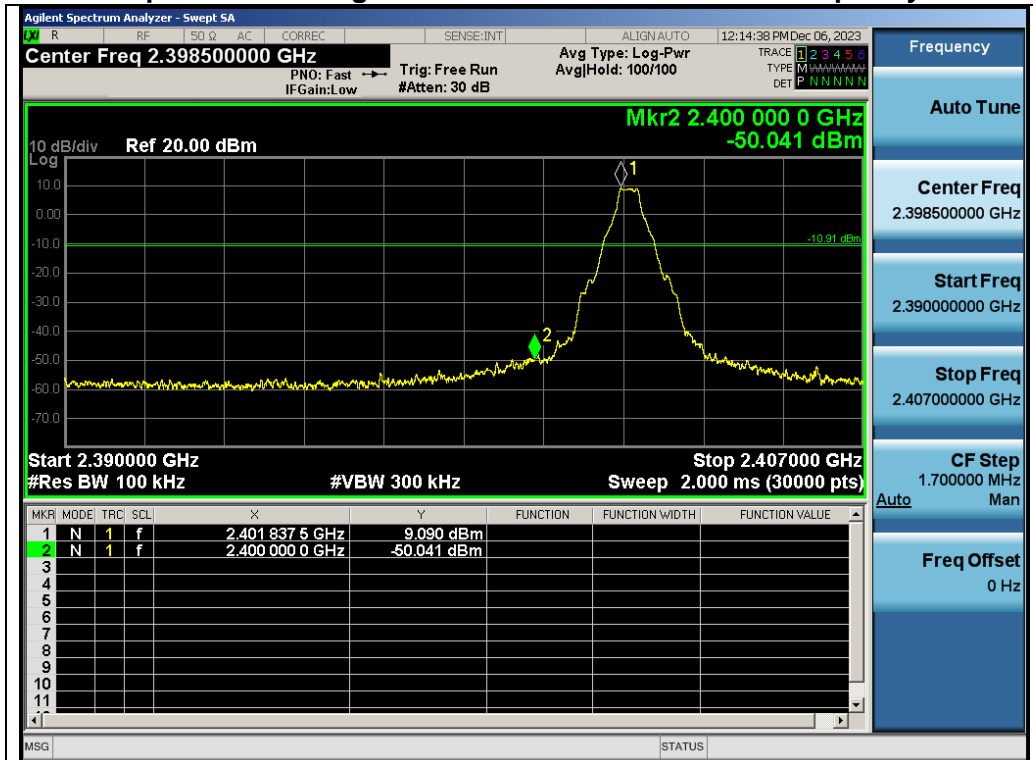 Agilent Spectrum Analyzer - Swept SA
LXI R RF 50 Ω AC CORREC SENSE:INT ALIGN AUTO 12:14:38 PM Dec 06, 2023
Center Freq 2.398500000 GHz
PNO: Fast
IFGain:Low
Trig: Free Run
#Atten: 30 dB
Avg Type: Log-Pwr
Avg|Hold: 100/100
TRACE 1 2 3 4 5 6
TYPE M W W W W W
DET P N N N N N
Frequency
Mkr2 2.400 000 0 GHz
-50.041 dBm
10 dB/div Ref 20.00 dBm
Log
10.0
0.00
-10.0
-20.0
-30.0
-40.0
-50.0
-60.0
-70.0
1
-10.91 dBm
2
Start 2.390000 GHz Stop 2.407000 GHz
#Res BW 100 kHz #VBW 300 kHz Sweep 2.000 ms (30000 pts)
MKR MODE TRC SCL X Y FUNCTION FUNCTION WIDTH FUNCTION VALUE
1 N 1 f 2.401 837 5 GHz 9.090 dBm
2 N 1 f 2.400 000 0 GHz -50.041 dBm
3
4
5
6
7
8
9
10
11
Auto Tune
Center Freq
2.398500000 GHz
Start Freq
2.390000000 GHz
Stop Freq
2.407000000 GHz
CF Step
1.700000 MHz
Auto Man
Freq Offset
0 Hz
MSG STATUS